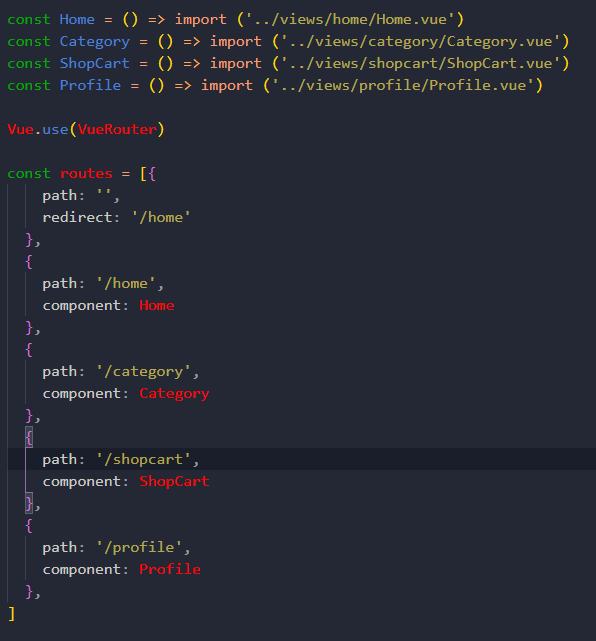 const Home = () => import ('../views/home/Home.vue')
const Category = () => import ('../views/category/Category.vue')
const ShopCart = () => import ('../views/shopcart/ShopCart.vue')
const Profile = () => import ('../views/profile/Profile.vue')

Vue.use(VueRouter)

const routes = [{
    path: '',
    redirect: '/home'
  },
  {
    path: '/home',
    component: Home
  },
  {
    path: '/category',
    component: Category
  },
  {
    path: '/shopcart',
    component: ShopCart
  },
  {
    path: '/profile',
    component: Profile
  },
]